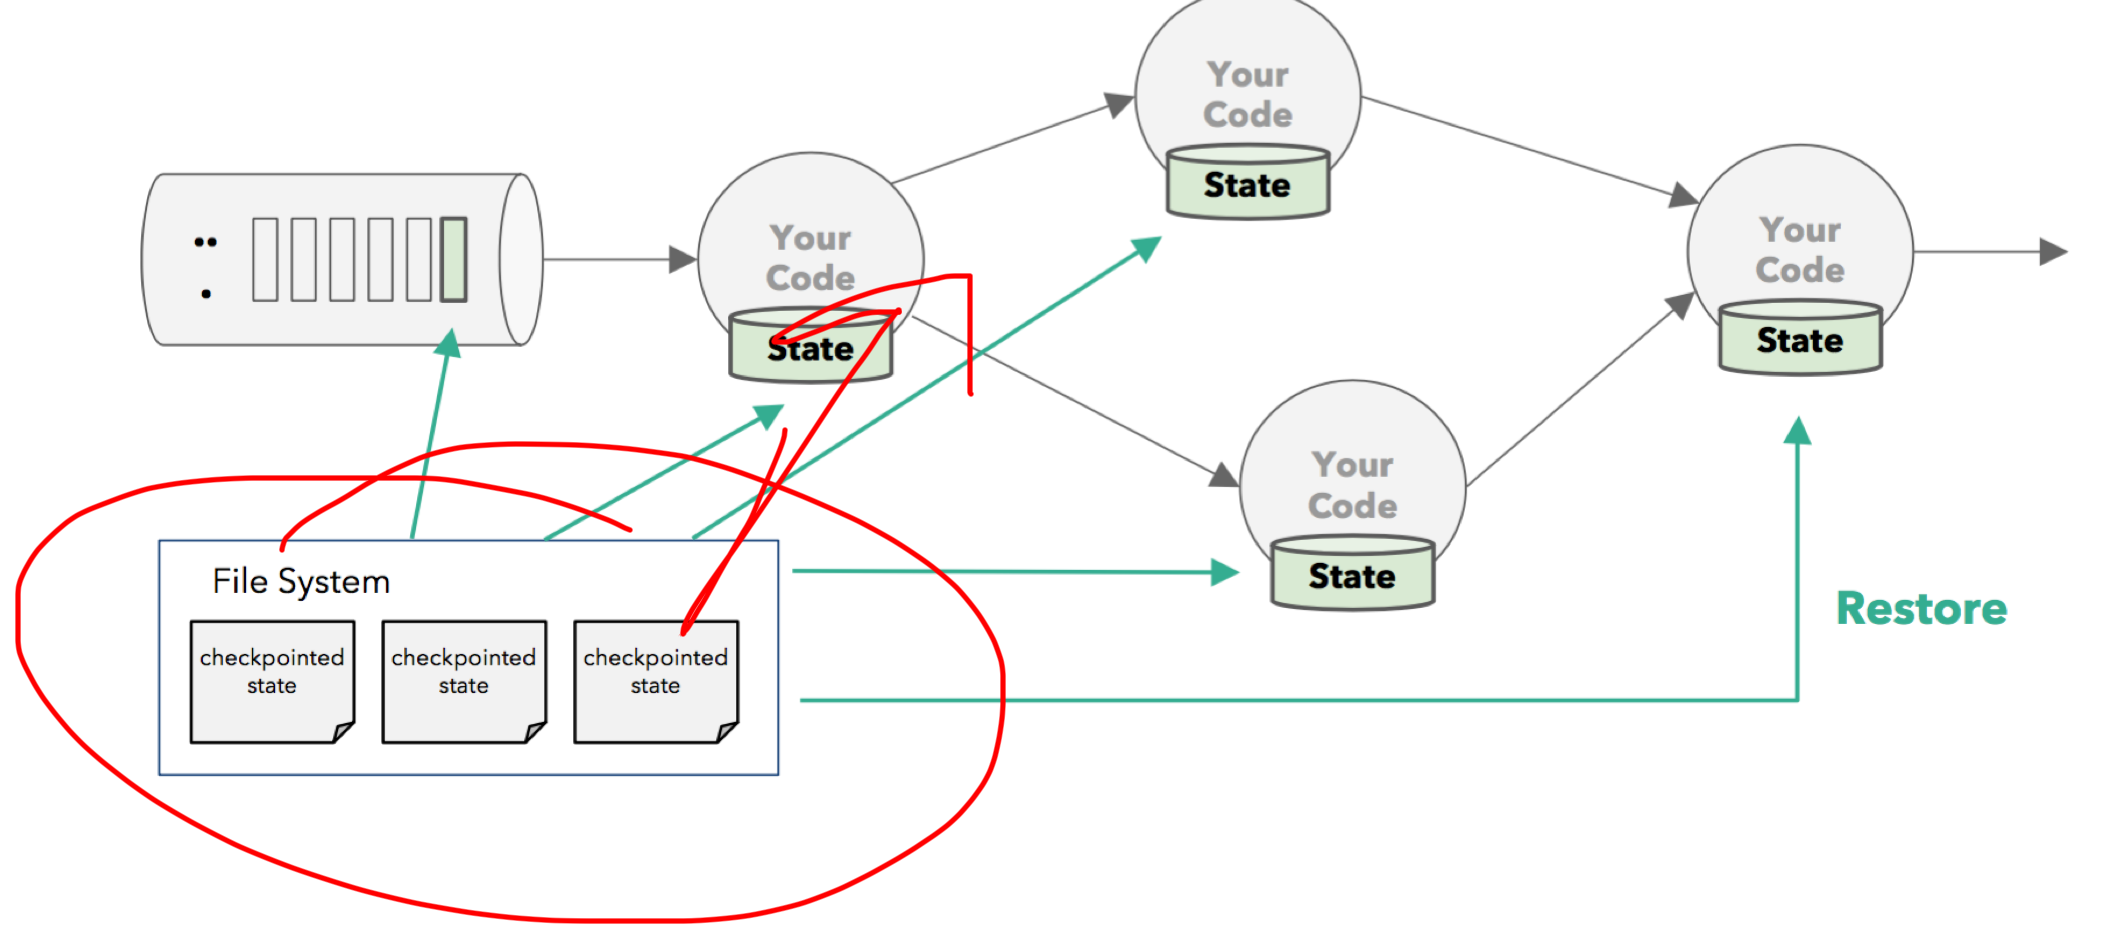 Your
Code
State
Your
Code
State
Your
Code
State
Your
Code
State
File System
checkpointed
state
checkpointed
state
checkpointed
state
Restore